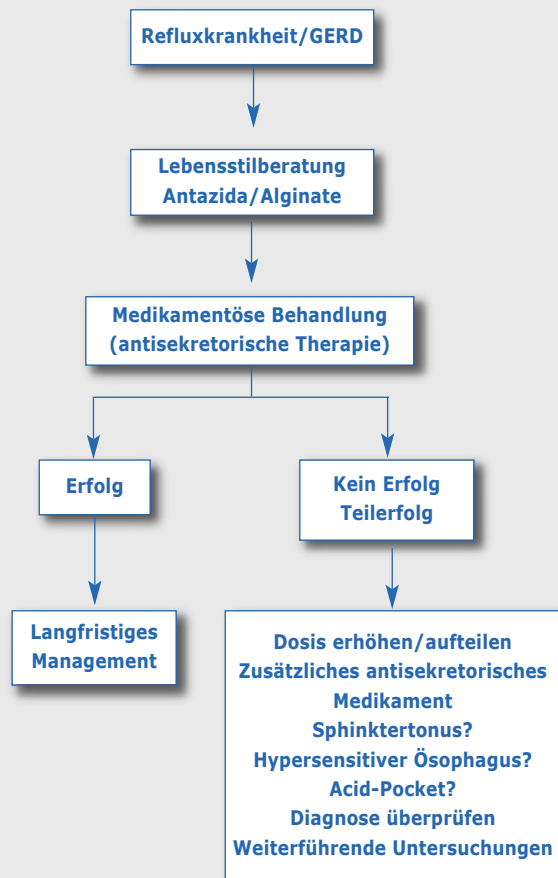 Refluxkrankheit/GERD
Lebensstilberatung
Antazida/Alginate
Medikamentöse Behandlung
(antisekretorische Therapie)
Erfolg
Kein Erfolg
Teilerfolg
Langfristiges
Management
Dosis erhöhen/aufteilen
Zusätzliches antisekretorisches
Medikament
Sphinktertonus?
Hypersensitiver Ösophagus?
Acid-Pocket?
Diagnose überprüfen
Weiterführende Untersuchungen